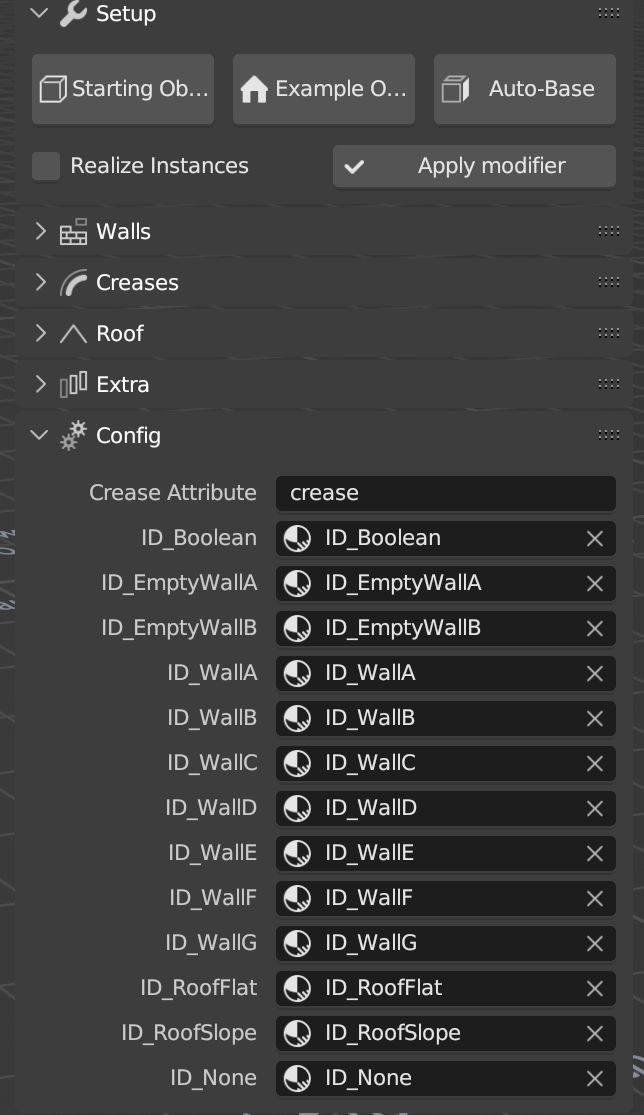 Setup
Starting Ob... Example O... Auto-Base
Realize Instances Apply modifier
Walls
Creases
Roof
Extra
Config
Crease Attribute crease
ID_Boolean ID_Boolean
ID_EmptyWallA ID_EmptyWallA
ID_EmptyWallB ID_EmptyWallB
ID_WallA ID_WallA
ID_WallB ID_WallB
ID_WallC ID_WallC
ID_WallD ID_WallD
ID_WallE ID_WallE
ID_WallF ID_WallF
ID_WallG ID_WallG
ID_RoofFlat ID_RoofFlat
ID_RoofSlope ID_RoofSlope
ID_None ID_None